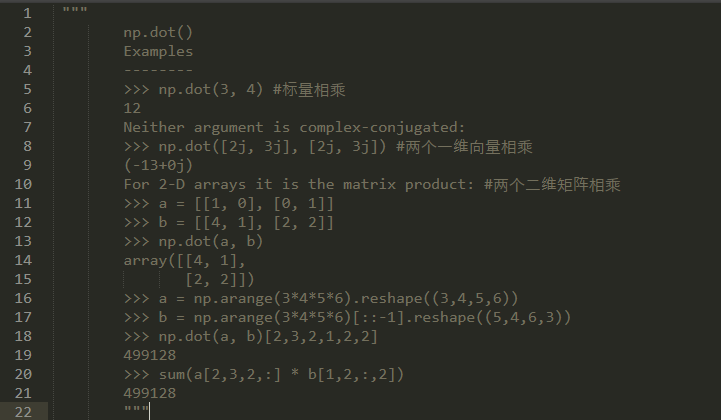 1 """
2 np.dot()
3 Examples
4 --------
5 >>> np.dot(3, 4) #标量相乘
6 12
7 Neither argument is complex-conjugated:
8 >>> np.dot([2j, 3j], [2j, 3j]) #两个一维向量相乘
9 (-13+0j)
10 For 2-D arrays it is the matrix product: #两个二维矩阵相乘
11 >>> a = [[1, 0], [0, 1]]
12 >>> b = [[4, 1], [2, 2]]
13 >>> np.dot(a, b)
14 array([[4, 1],
15 [2, 2]])
16 >>> a = np.arange(3*4*5*6).reshape((3,4,5,6))
17 >>> b = np.arange(3*4*5*6)[::-1].reshape((5,4,6,3))
18 >>> np.dot(a, b)[2,3,2,1,2,2]
19 499128
20 >>> sum(a[2,3,2,:] * b[1,2,:,2])
21 499128
22 """